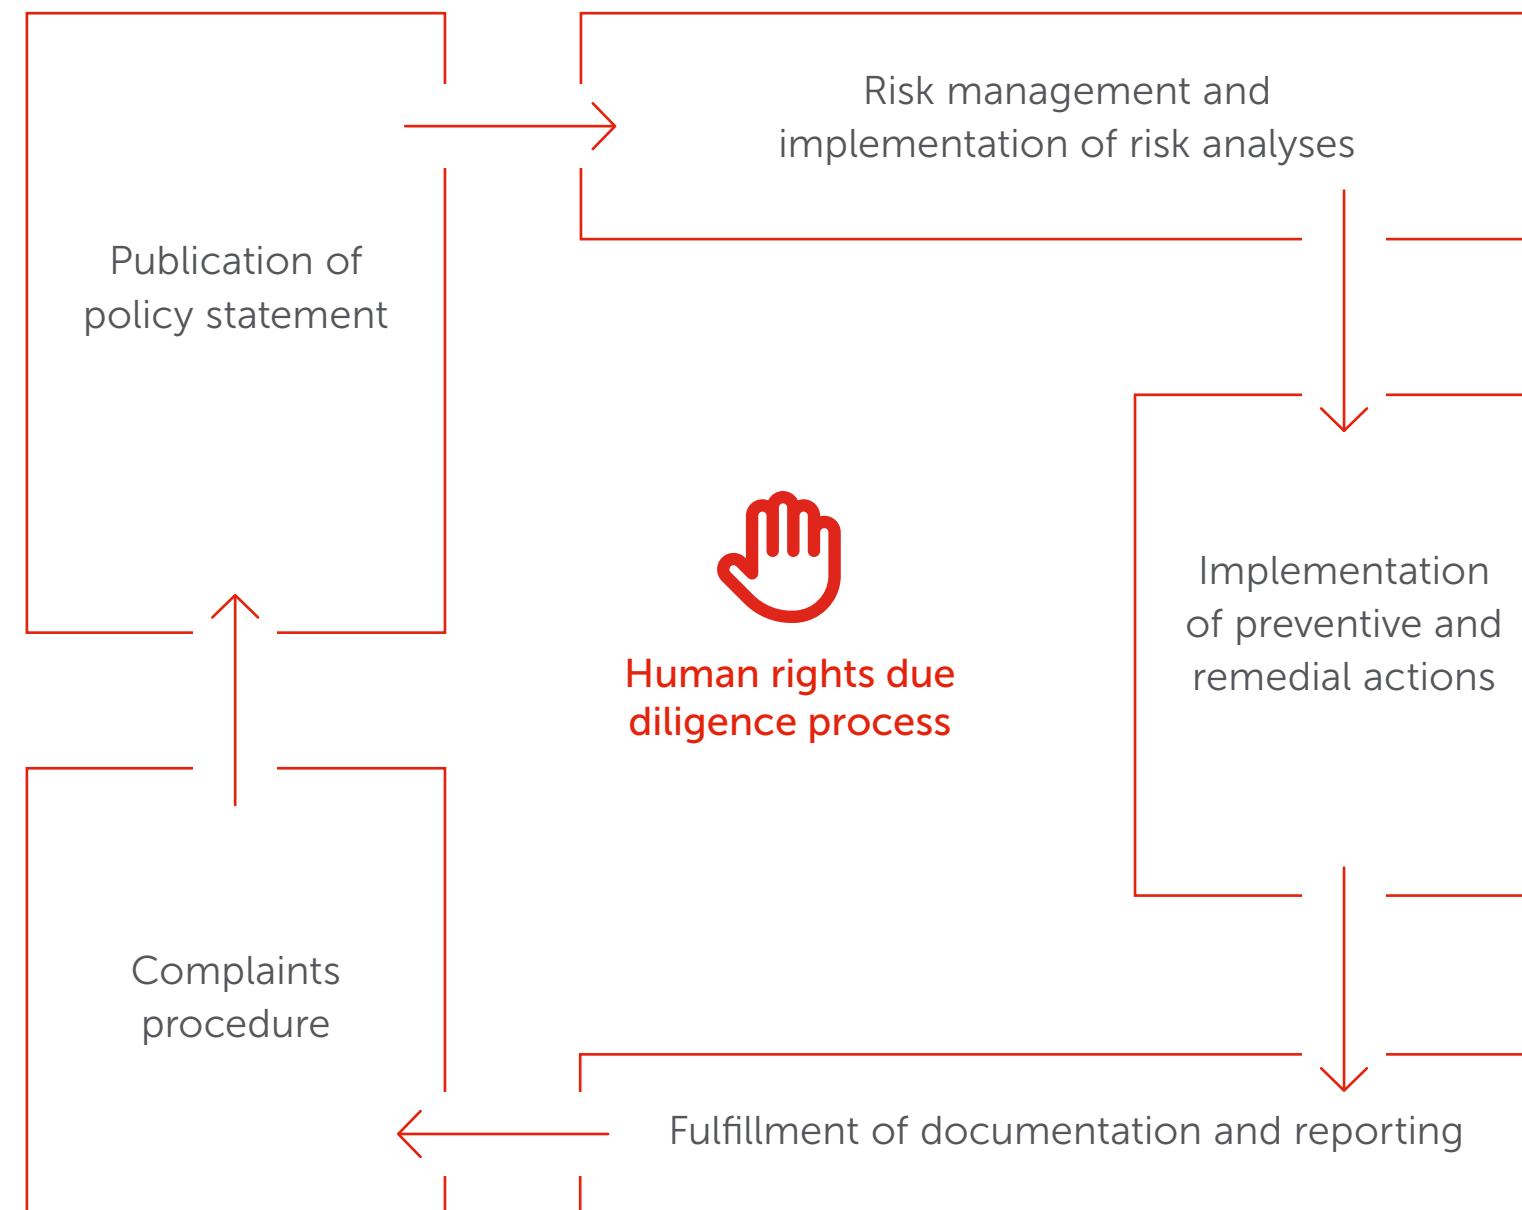 Risk management and
implementation of risk analyses
Publication of
policy statement
Implementation
of preventive and
remedial actions
Human rights due
diligence process
Complaints
procedure
Fulfillment of documentation and reporting